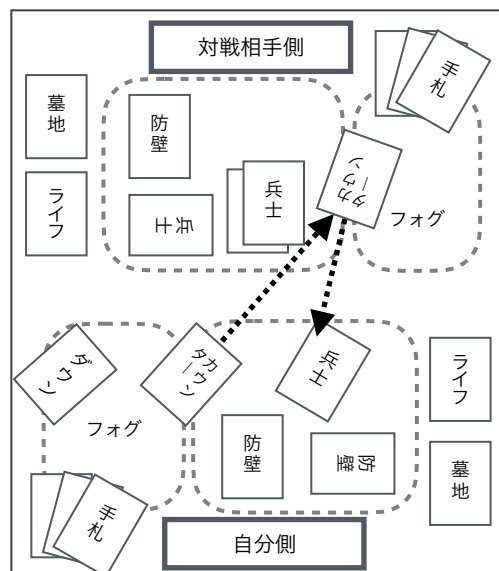 対戦相手側
手札
墓地
防壁
ライフ
兵士
兵士
カウンター
フォグ
ダウン
カウンター
兵士
フォグ
防壁
防壁
ライフ
墓地
手札
自分側